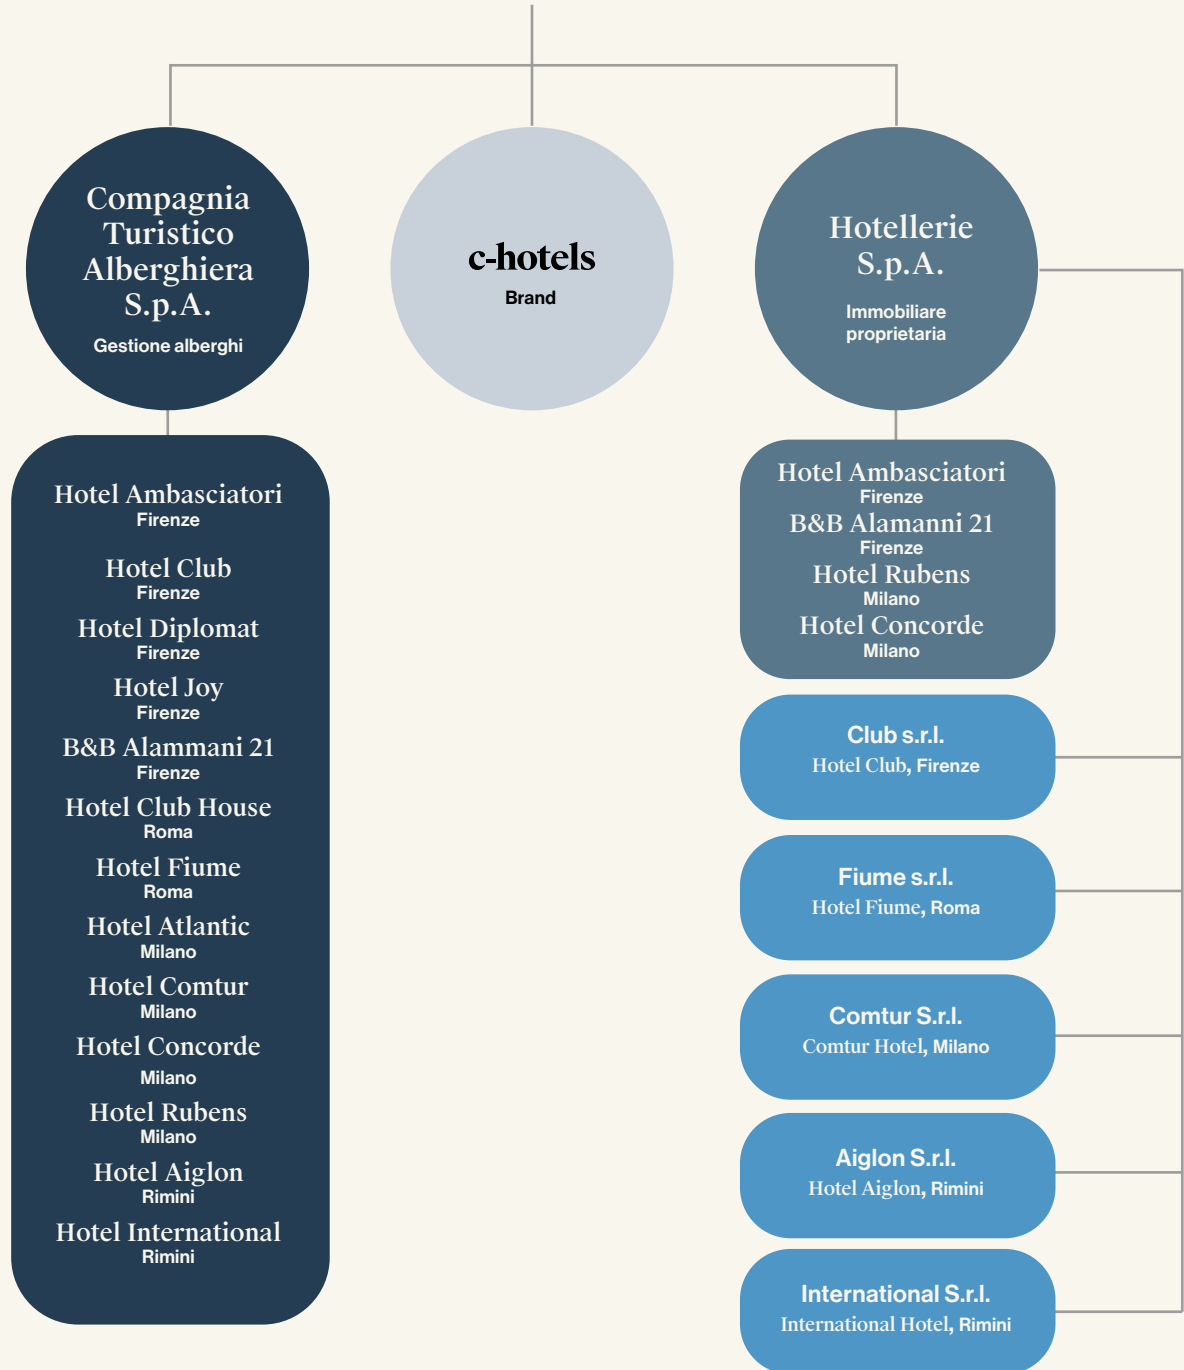 Compagnia
Turistico
Alberghiera
S.p.A.
Gestione alberghi
c-hotels
Brand
Hotellerie
S.p.A.
Immobiliare
proprietaria
Hotel Ambasciatori
Firenze
Hotel Club
Firenze
Hotel Diplomat
Firenze
Hotel Joy
Firenze
B&B Alammani 21
Firenze
Hotel Club House
Roma
Hotel Fiume
Roma
Hotel Atlantic
Milano
Hotel Comtur
Milano
Hotel Concorde
Milano
Hotel Rubens
Milano
Hotel Aiglon
Rimini
Hotel International
Rimini
Hotel Ambasciatori
Firenze
B&B Alamanni 21
Firenze
Hotel Rubens
Milano
Hotel Concorde
Milano
Club s.r.l.
Hotel Club, Firenze
Fiume s.r.l.
Hotel Fiume, Roma
Comtur S.r.l.
Comtur Hotel, Milano
Aiglon S.r.l.
Hotel Aiglon, Rimini
International S.r.l.
International Hotel, Rimini